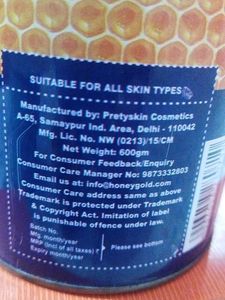 SUITABLE FOR ALL SKIN TYPES
Manufactured by: Pretyskin Cosmetics
A-65, Samaypur Ind. Area, Delhi - 110042
Mfg. Lic. No. NW (0213)/15/CM
Net Weight: 600gm
For Consumer Feedback/Enquiry
Consumer Care Manager No: 9873332803
Email us at: info@honeygold.com
Consumer Care address same as above
Trademark is protected under Trademark
& Copyright Act. Imitation of label
is punishable offence under law.
Batch No.
Mfg. month/year
MRP (incl of all taxes) ? Please see bottom
Expiry month/year